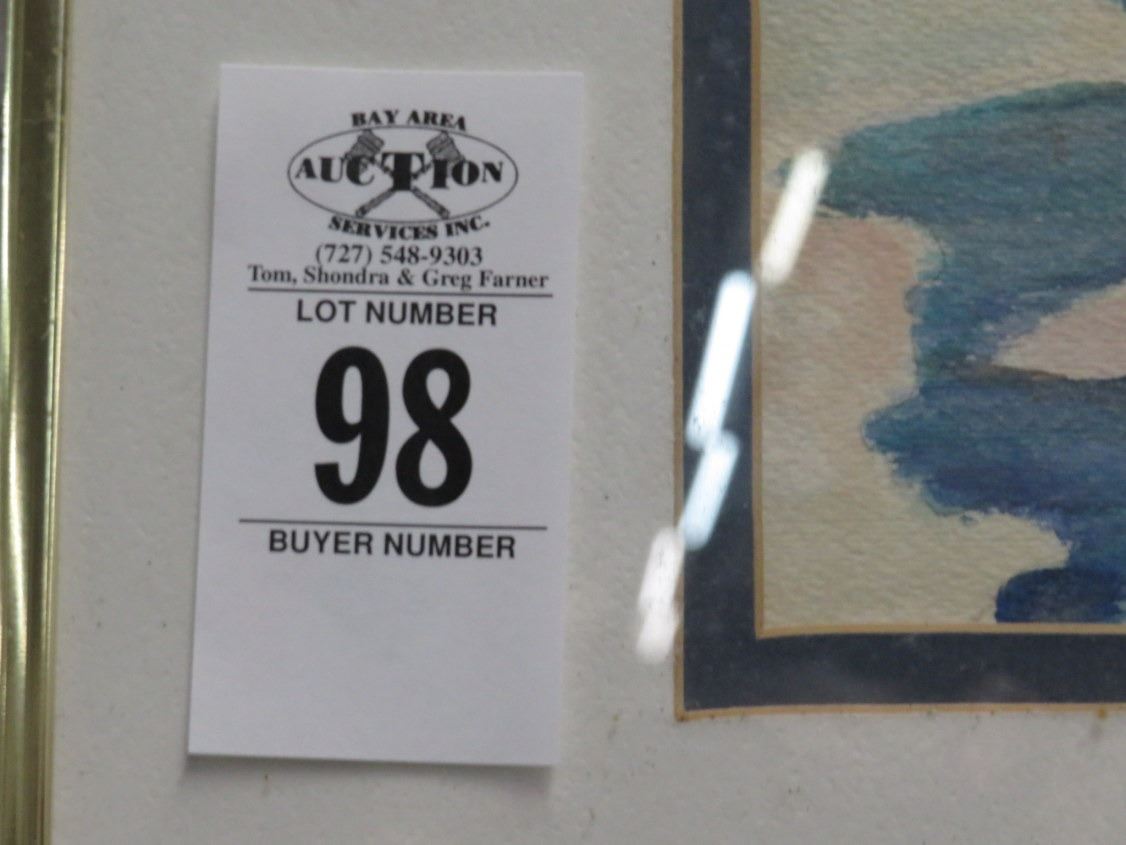 BAY AREA
AUCTION
SERVICES INC.
(727) 548-9303
Tom, Shondra & Greg Farner
LOT NUMBER
98
BUYER NUMBER